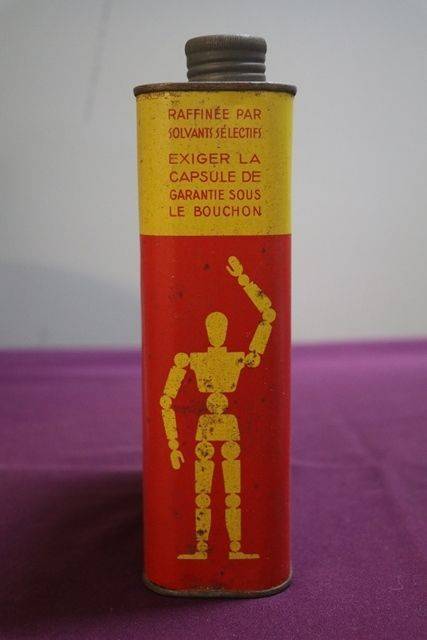 RAFFINÉE PAR
SOLVANTS SÉLECTIFS
EXIGER LA
CAPSULE DE
GARANTIE SOUS
LE BOUCHON